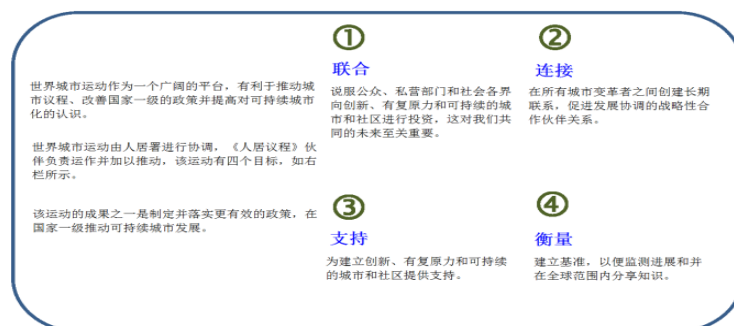 世界城市运动作为一个广阔的平台，有利于推动城
市议程、改善国家一级的政策并提高对可持续城市
化的认识。
世界城市运动由人居署进行协调，《人居议程》伙
伴负责运作并加以推动，该运动有四个目标，如右
栏所示。
该运动的成果之一是制定并落实更有效的政策，在
国家一级推动可持续城市发展。
①
联合
说服公众、私营部门和社会各界
向创新、有复原力和可持续的城
市和社区进行投资，这对我们共
同的未来至关重要。
②
连接
在所有城市变革者之间创建长期
联系，促进发展协调的战略性合
作伙伴关系。
③
支持
为建立创新、有复原力和可持续
的城市和社区提供支持。
④
衡量
建立基准，以便监测进展和并
在全球范围内分享知识。